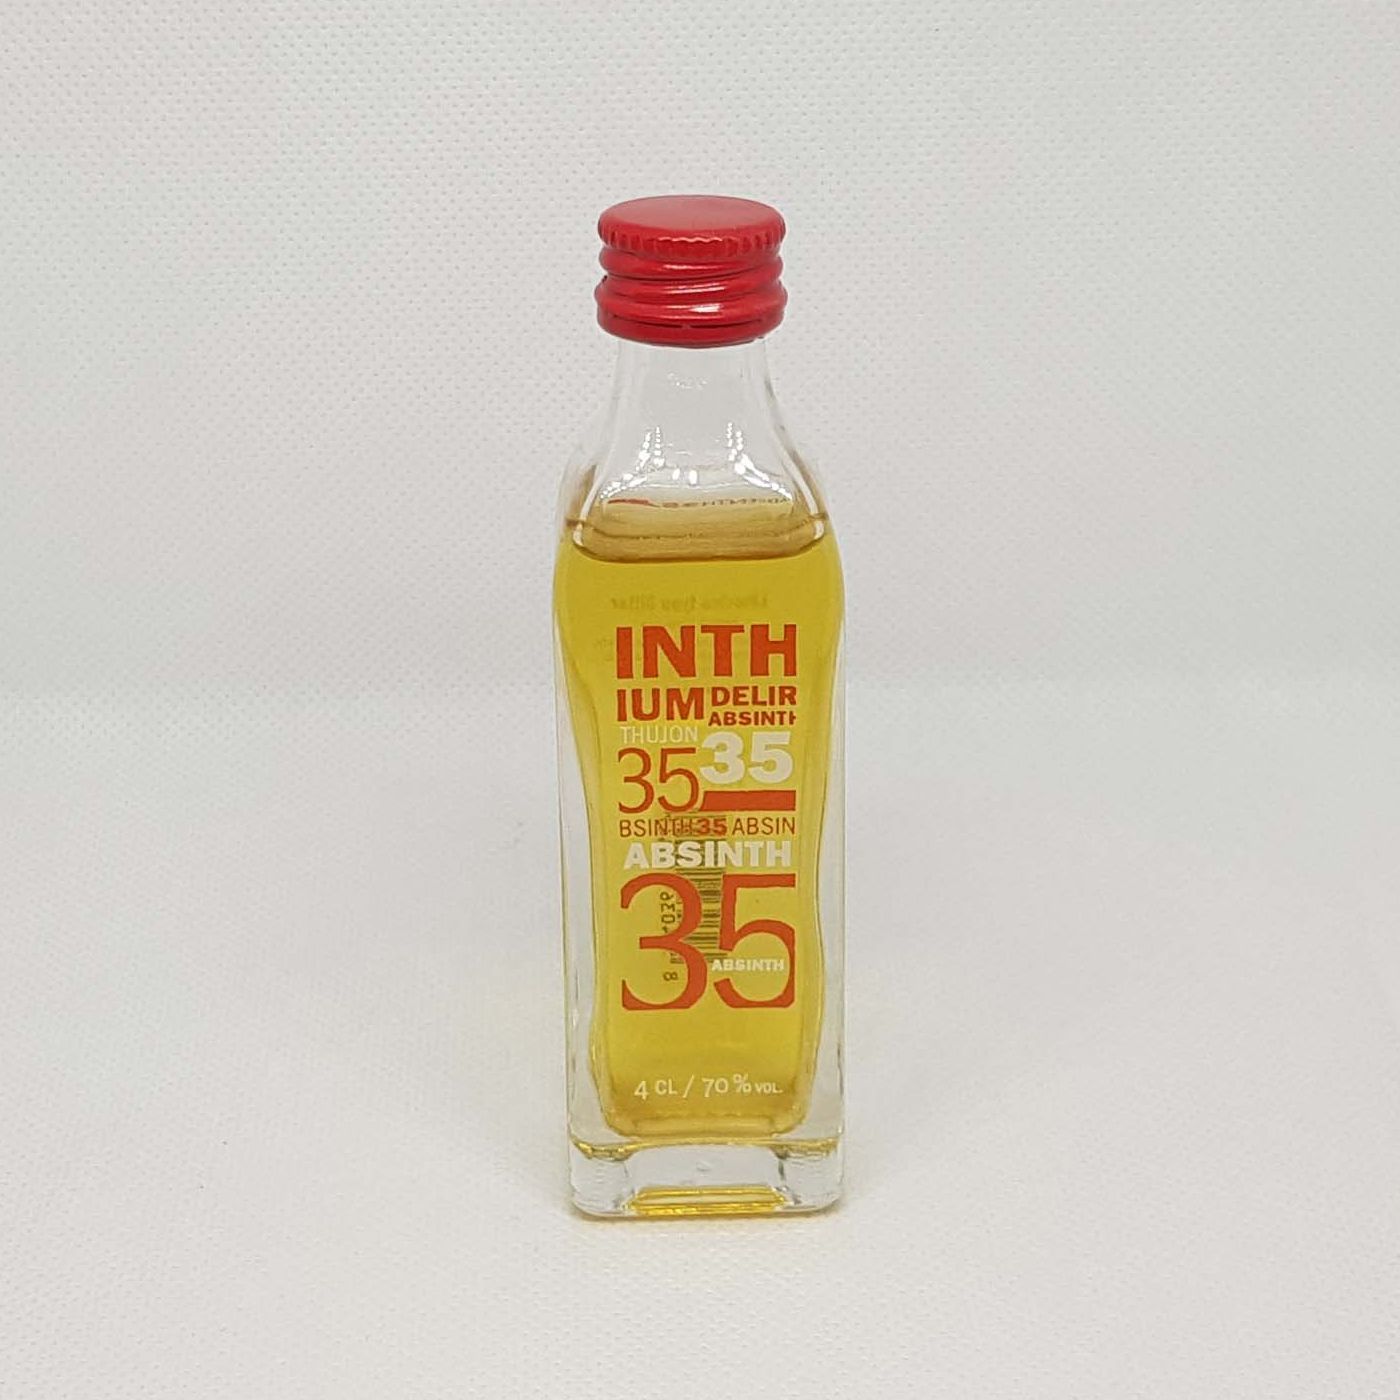 INTH
IUM DELIR
ABSINTH
THUJON 35
35
BSINTH 35 ABSIN
ABSINTH
35
ABSINTH
4 CL / 70% VOL.